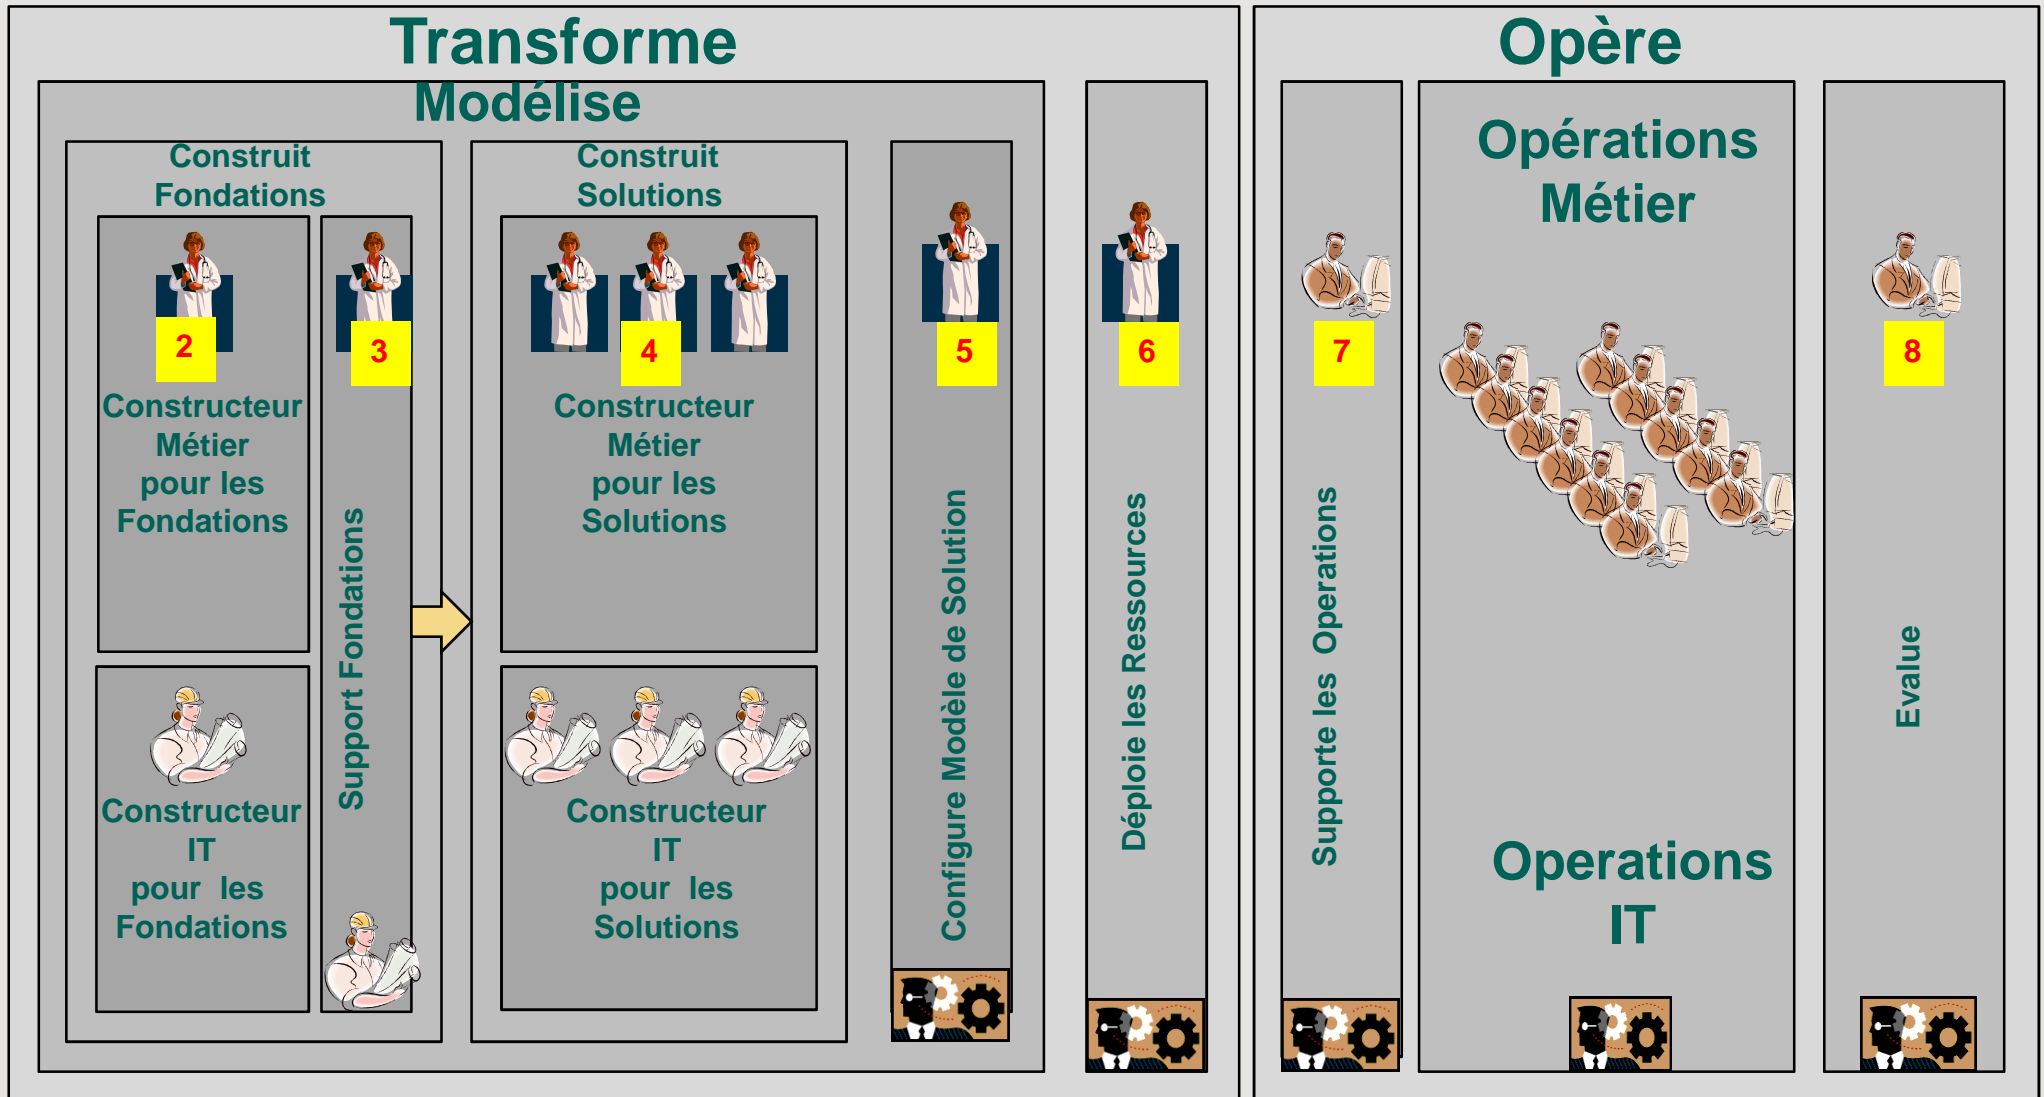 Transforme
Modélise
Construit
Fondations
2
Constructeur
Métier
pour les
Fondations
Constructeur
IT
pour  les
Fondations
3
Support Fondations
Construit
Solutions
4
Constructeur
Métier
pour les
Solutions
Constructeur
IT
pour  les
Solutions
5
Configure Modèle de Solution
6
Déploie les Ressources
Opère
7
Supporte les  Operations
Opérations
Métier
Operations
IT
8
Evalue